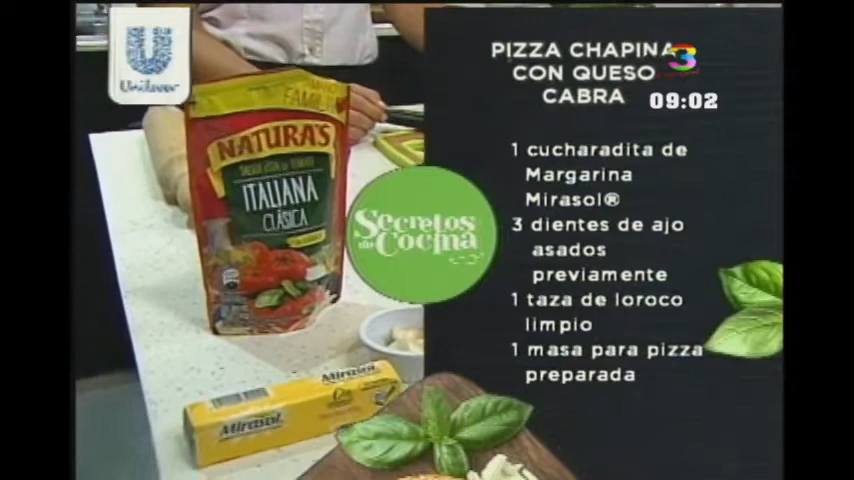 Unilever
FAMILIAR
NATURA'S
ITALIANA
CLÁSICA
Secretos
de Cocina
Mirasol
Mirasol
PIZZA CHAPINA
CON QUESO
CABRA
3
09:02
1 cucharadita de
Margarina
Mirasol®
3 dientes de ajo
asados
previamente
1 taza de loroco
limpio
1 masa para pizza
preparada